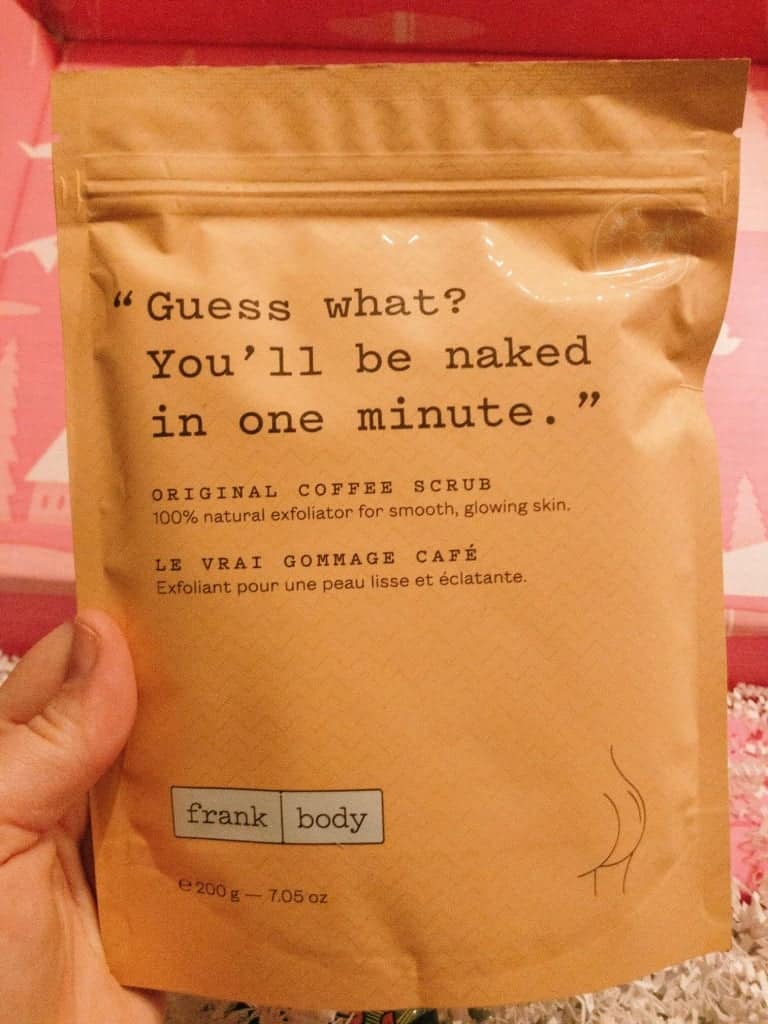 “Guess what?
You’ll be naked
in one minute.”
ORIGINAL COFFEE SCRUB
100% natural exfoliator for smooth, glowing skin.
LE VRAI GOMMAGE CAFÉ
Exfoliant pour une peau lisse et éclatante.
frank body
℮ 200 g — 7.05 oz